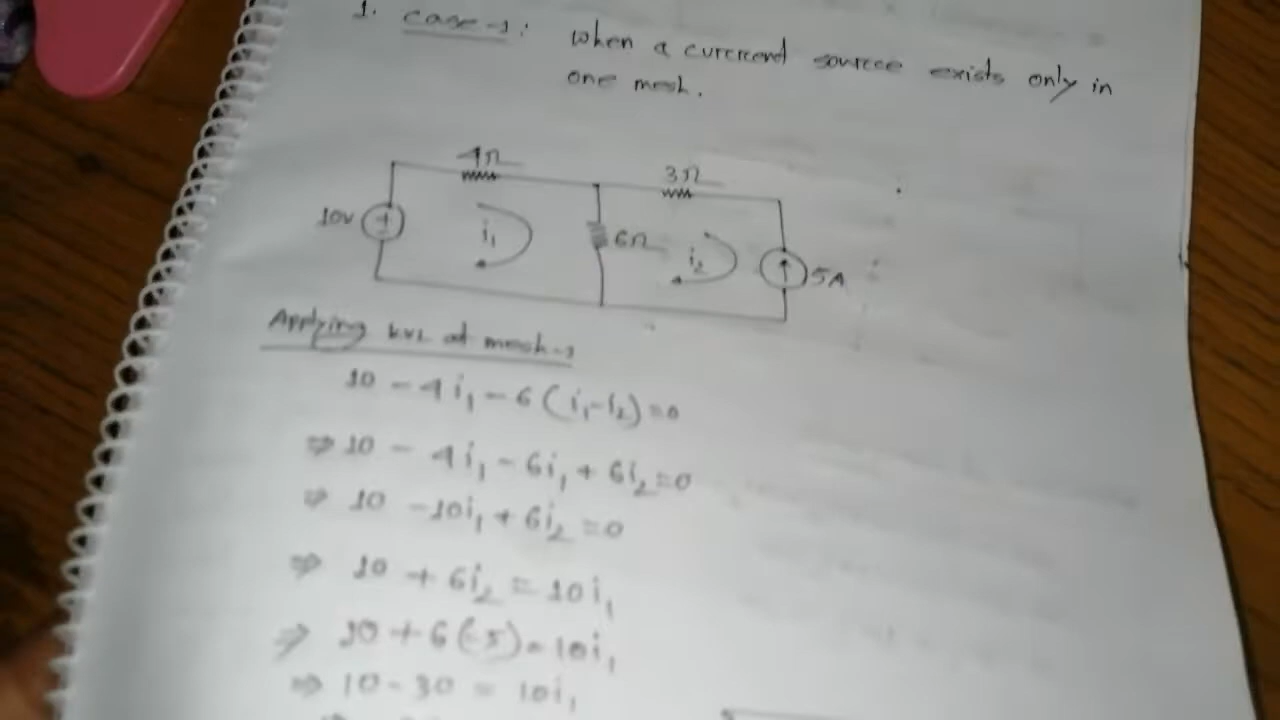 1. case-1: When a currcend sourcce exists only in
one mesh.
4Ω
3Ω
10V
+
i₁
6Ω
i₂
5A
Applying KVL at mesh-1
10 - 4i₁ - 6(i₁-i₂)=0
⇒ 10 - 4i₁ - 6i₁ + 6i₂=0
⇒ 10 -10i₁ + 6i₂ =0
⇒ 10 + 6i₂ = 10i₁
⇒ 10+6(-5)=10i₁
⇒ 10-30 = 10i₁